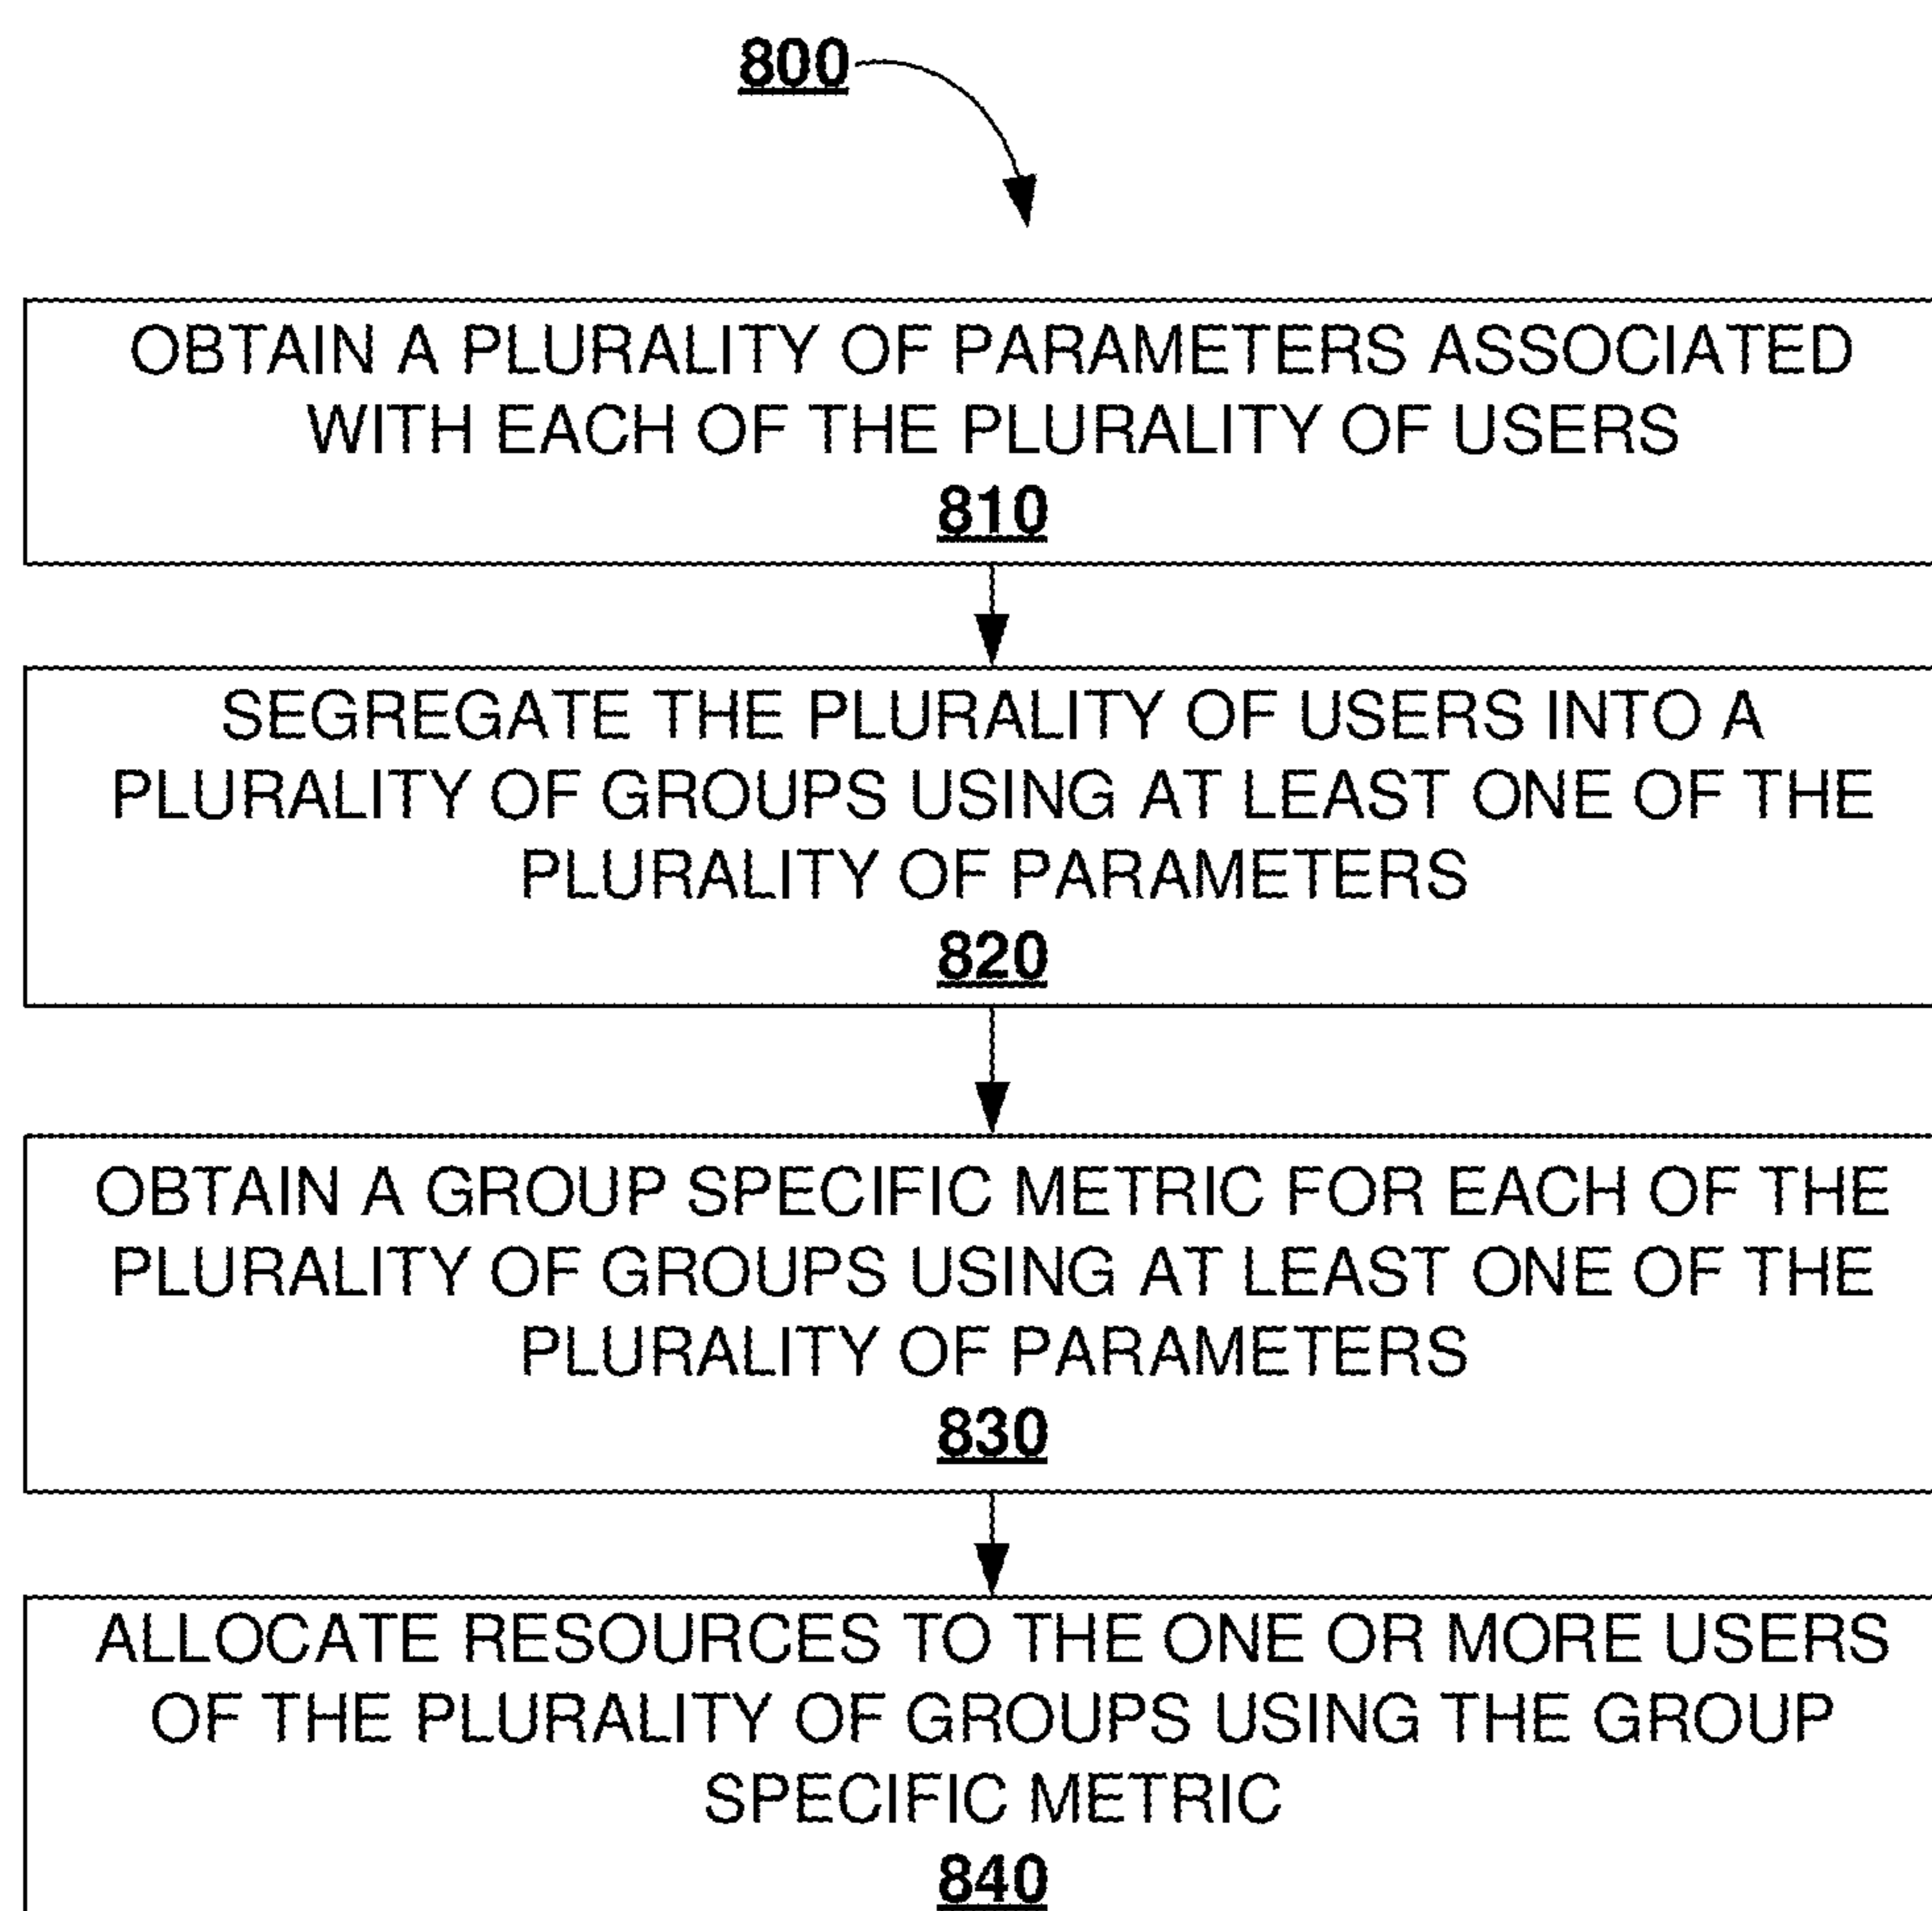 800
OBTAIN A PLURALITY OF PARAMETERS ASSOCIATED
WITH EACH OF THE PLURALITY OF USERS
810
SEGREGATE THE PLURALITY OF USERS INTO A
PLURALITY OF GROUPS USING AT LEAST ONE OF THE
PLURALITY OF PARAMETERS
820
OBTAIN A GROUP SPECIFIC METRIC FOR EACH OF THE
PLURALITY OF GROUPS USING AT LEAST ONE OF THE
PLURALITY OF PARAMETERS
830
ALLOCATE RESOURCES TO THE ONE OR MORE USERS
OF THE PLURALITY OF GROUPS USING THE GROUP
SPECIFIC METRIC
840